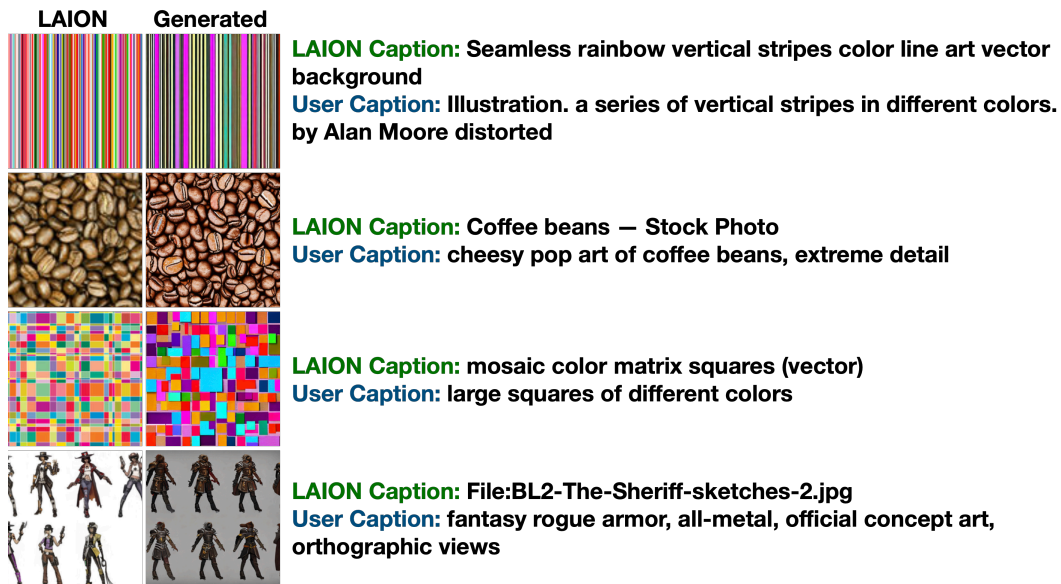 LAION Generated
LAION Caption: Seamless rainbow vertical stripes color line art vector
background
User Caption: Illustration. a series of vertical stripes in different colors.
by Alan Moore distorted
LAION Caption: Coffee beans — Stock Photo
User Caption: cheesy pop art of coffee beans, extreme detail
LAION Caption: mosaic color matrix squares (vector)
User Caption: large squares of different colors
LAION Caption: File:BL2-The-Sheriff-sketches-2.jpg
User Caption: fantasy rogue armor, all-metal, official concept art,
orthographic views